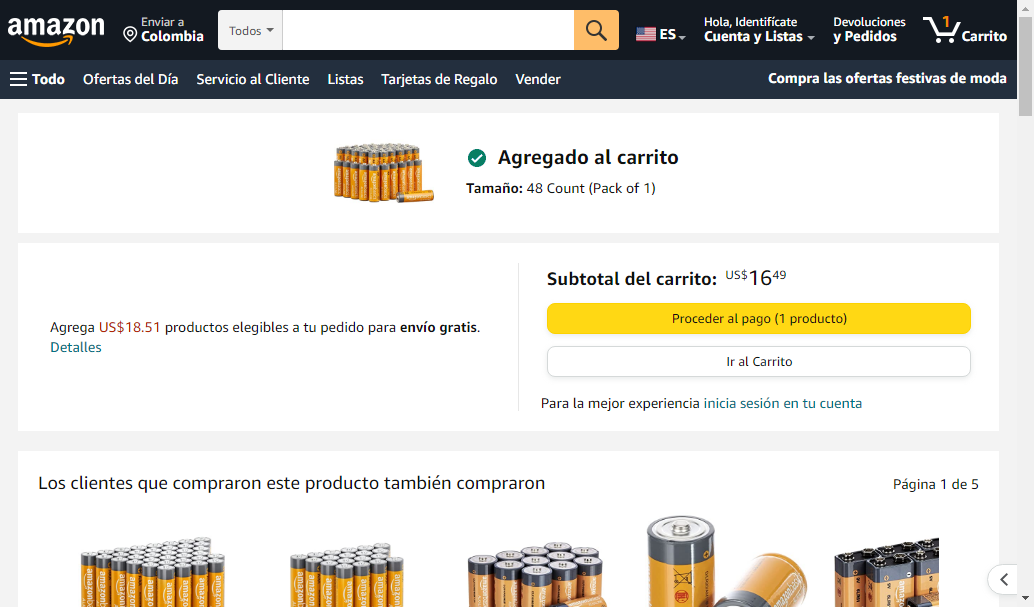 amazon
Enviar a
Colombia
Todos
ES
Hola, Identifícate
Cuenta y Listas
Devoluciones
y Pedidos
1
Carrito
Todo
Ofertas del Día
Servicio al Cliente
Listas
Tarjetas de Regalo
Vender
Compra las ofertas festivas de moda
Agregado al carrito
Tamaño: 48 Count (Pack of 1)
Agrega US$18.51 productos elegibles a tu pedido para envío gratis.
Detalles
Subtotal del carrito: US$1649
Proceder al pago (1 producto)
Ir al Carrito
Para la mejor experiencia inicia sesión en tu cuenta
Los clientes que compraron este producto también compraron
Página 1 de 5